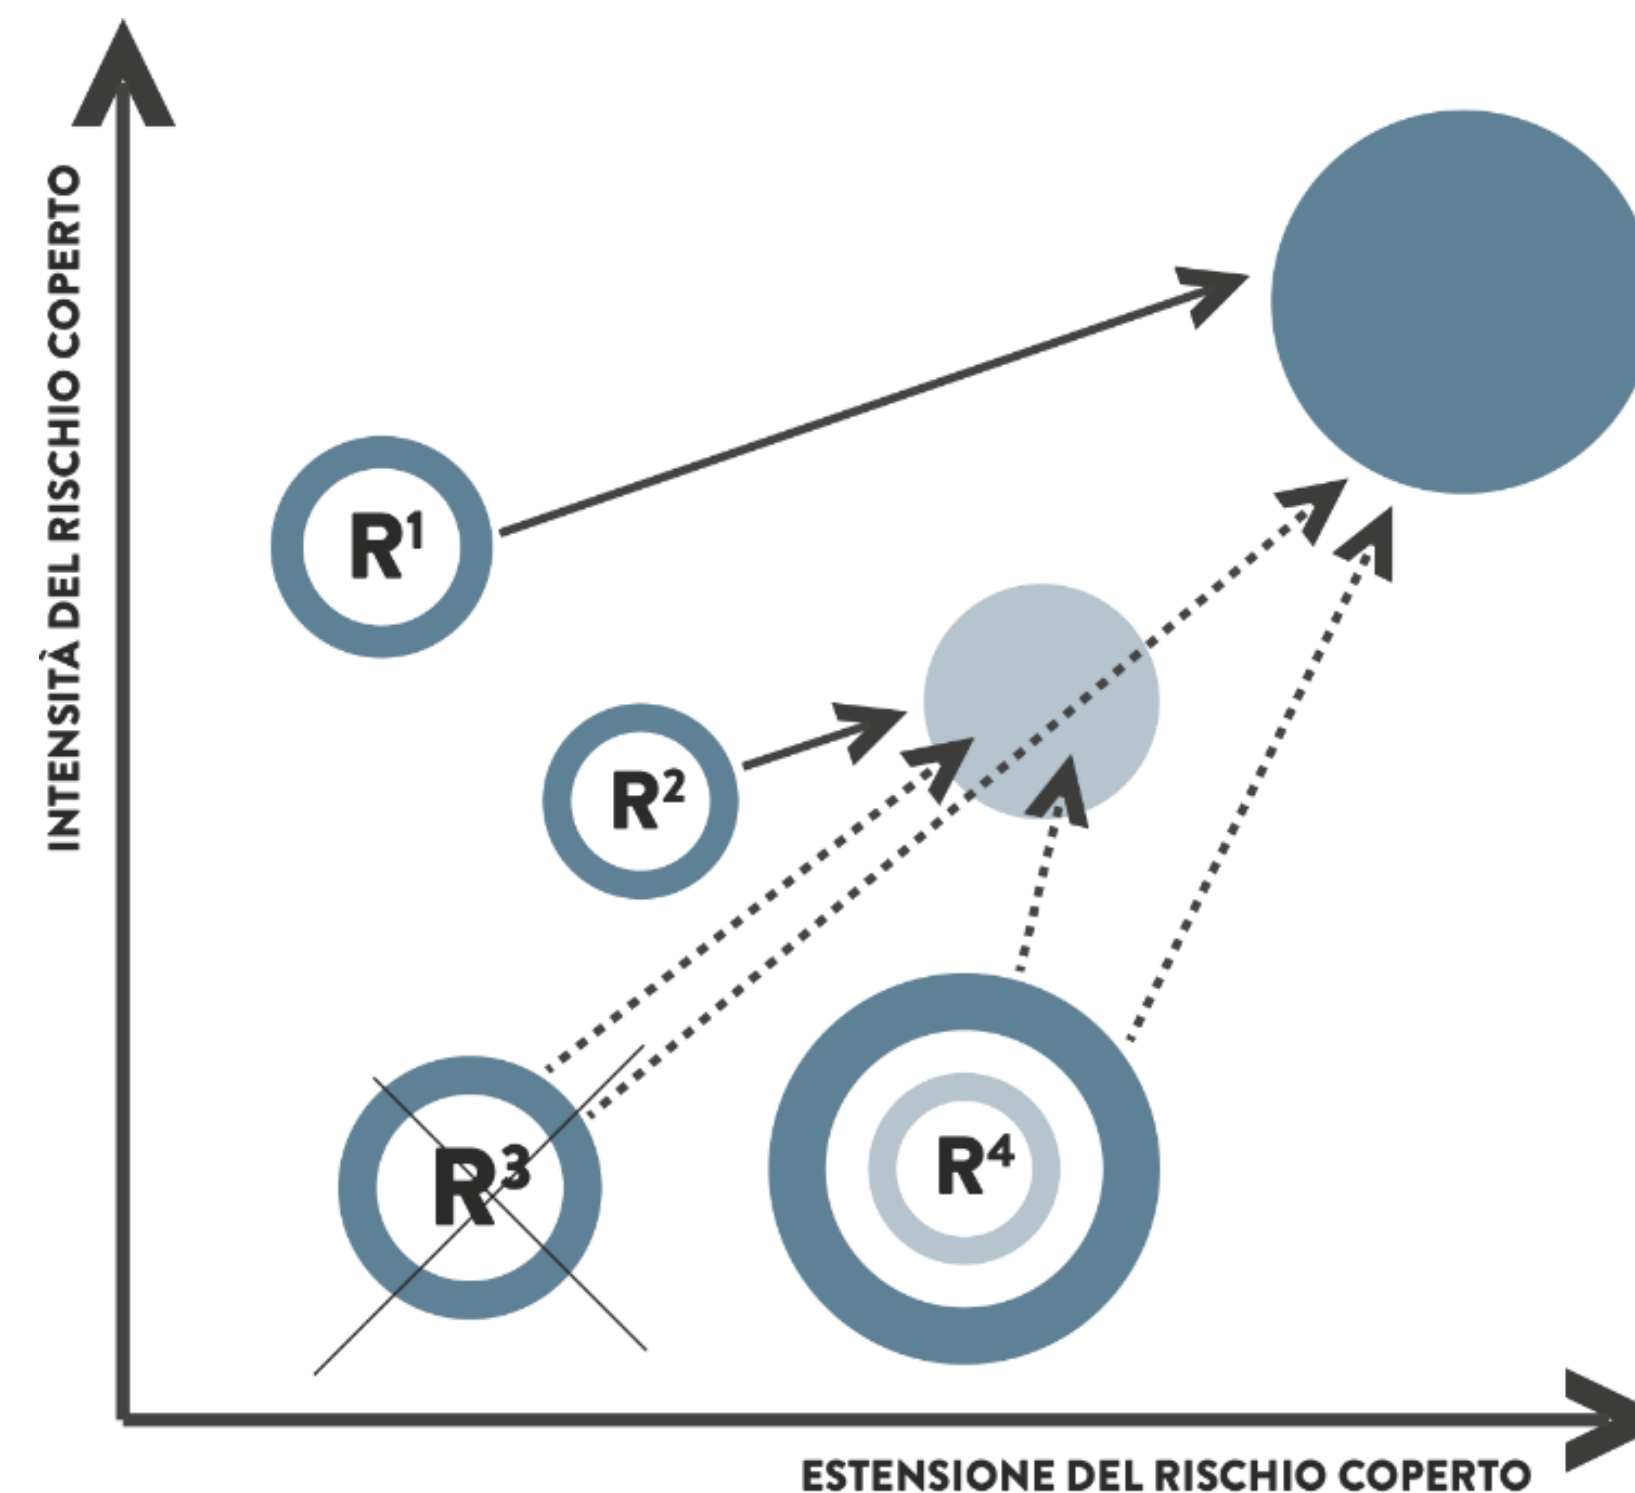 INTENSITÀ DEL RISCHIO COPERTO
R¹
R²
R³
R⁴
ESTENSIONE DEL RISCHIO COPERTO